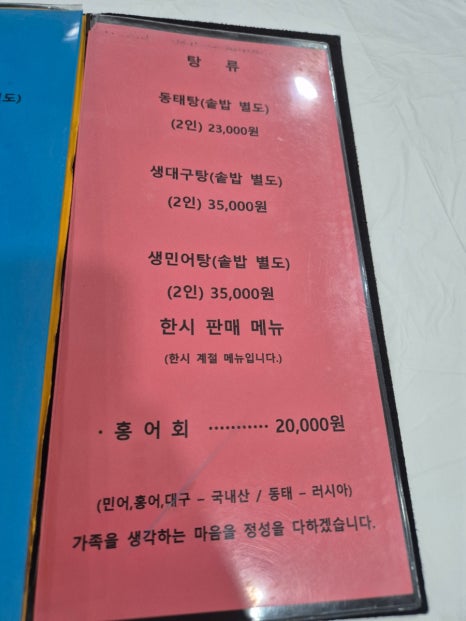 도)
탕 류
동태탕(솥밥 별도)
(2인) 23,000원
생대구탕(솥밥 별도)
(2인) 35,000원
생민어탕(솥밥 별도)
(2인) 35,000원
한시 판매 메뉴
(한시 계절 메뉴입니다.)
· 홍 어 회 ··········· 20,000원
(민어,홍어,대구 – 국내산 / 동태 – 러시아)
가족을 생각하는 마음을 정성을 다하겠습니다.